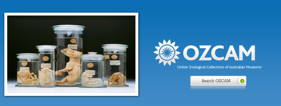 OZCAM
Online Zoological Collections of Australian Museums
Search OZCAM